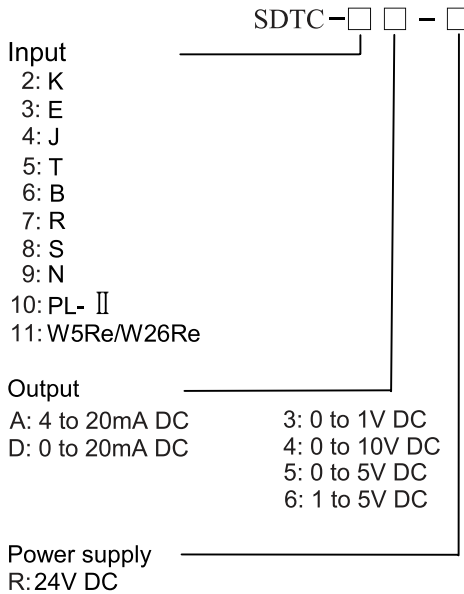 SDTC-□ □ - □
Input
2: K
3: E
4: J
5: T
6: B
7: R
8: S
9: N
10: PL- Ⅱ
11: W5Re/W26Re
Output
A: 4 to 20mA DC
D: 0 to 20mA DC
3: 0 to 1V DC
4: 0 to 10V DC
5: 0 to 5V DC
6: 1 to 5V DC
Power supply
R:24V DC